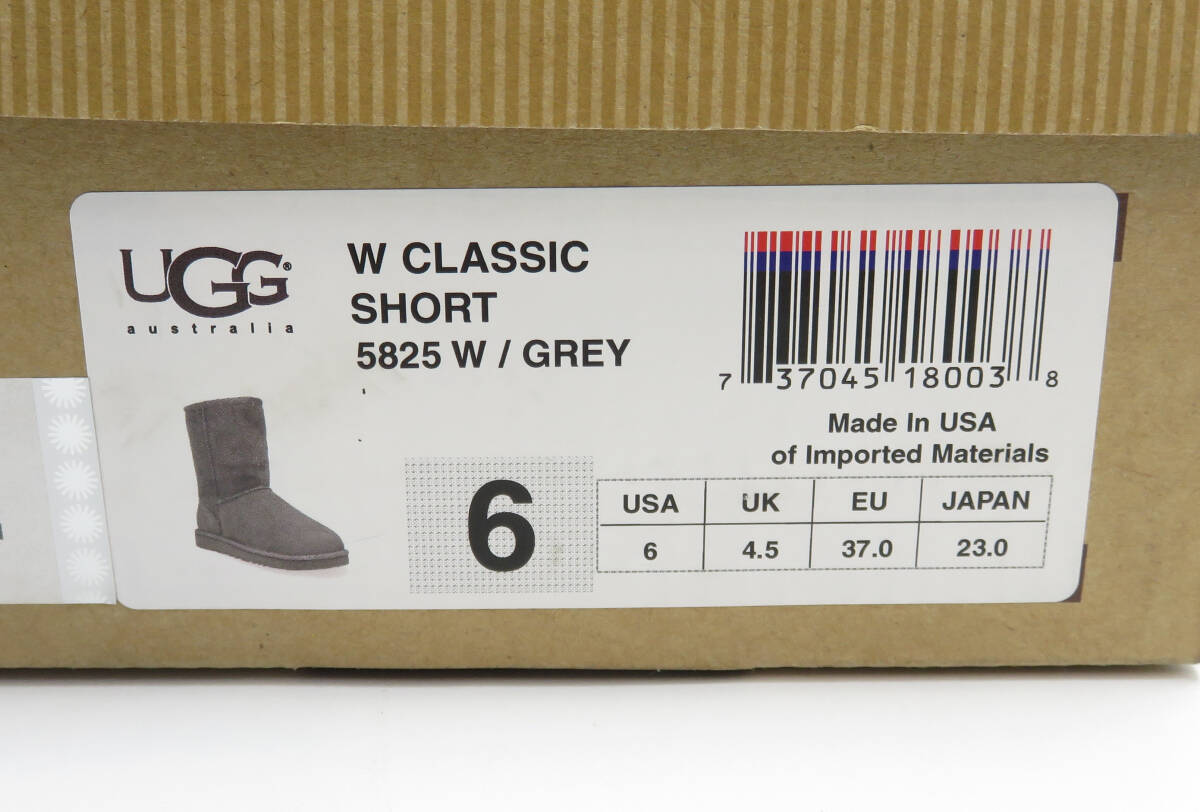 UGG®
australia
W CLASSIC
SHORT
5825 W / GREY
7 37045 18003 8
Made In USA
of Imported Materials
6
USA UK EU JAPAN
6 4.5 37.0 23.0